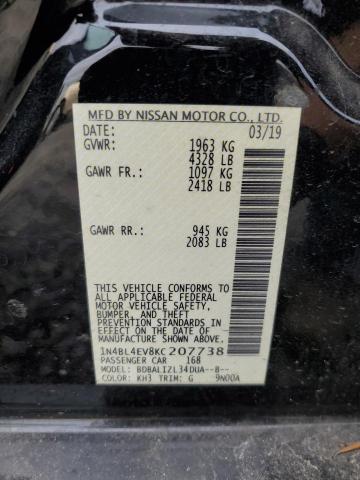 MFD BY NISSAN MOTOR CO., LTD.
DATE: 03/19
GVWR: 1963 KG
4328 LB
GAWR FR.: 1097 KG
2418 LB
GAWR RR.: 945 KG
2083 LB
THIS VEHICLE CONFORMS TO
ALL APPLICABLE FEDERAL
MOTOR VEHICLE SAFETY,
BUMPER, AND THEFT
PREVENTION STANDARDS IN
EFFECT ON THE DATE OF
MANUFACTURE SHOWN ABOVE.
1N4BL4EV8KC207738
PASSENGER CAR 168
MODEL: BDBALIZL34DUA--B--
COLOR: KH3 TRIM: G 9N00A